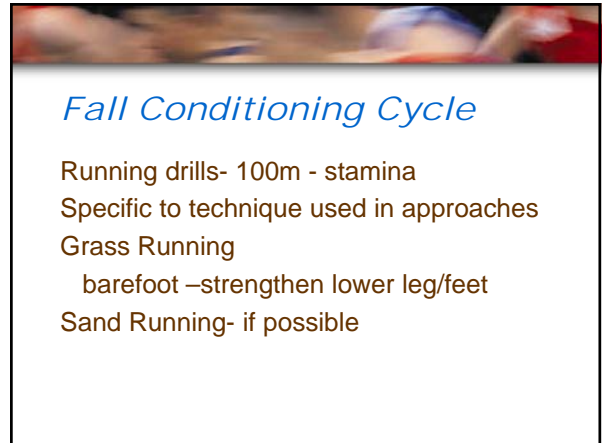 Fall Conditioning Cycle
Running drills- 100m - stamina
Specific to technique used in approaches
Grass Running
barefoot –strengthen lower leg/feet
Sand Running- if possible